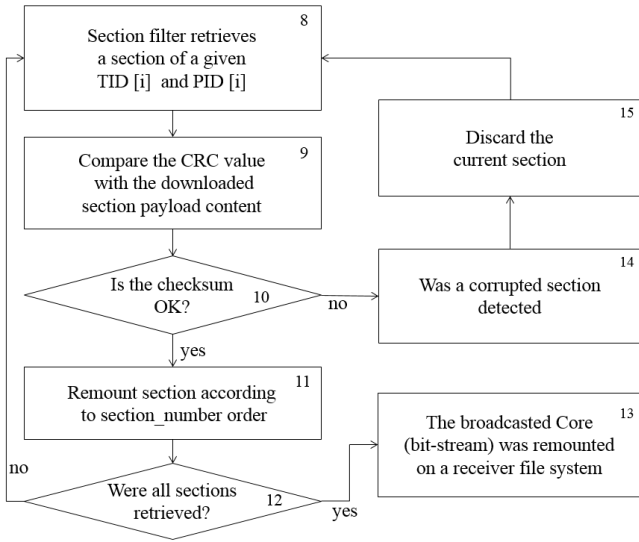 8
Section filter retrieves
a section of a given
TID [i] and PID [i]
9
Compare the CRC value
with the downloaded
section payload content
Is the checksum
OK?
10
no
yes
11
Remount section according
to section_number order
no
Were all sections
retrieved?
12
yes
15
Discard the
current section
14
Was a corrupted section
detected
13
The broadcasted Core
(bit-stream) was remounted
on a receiver file system